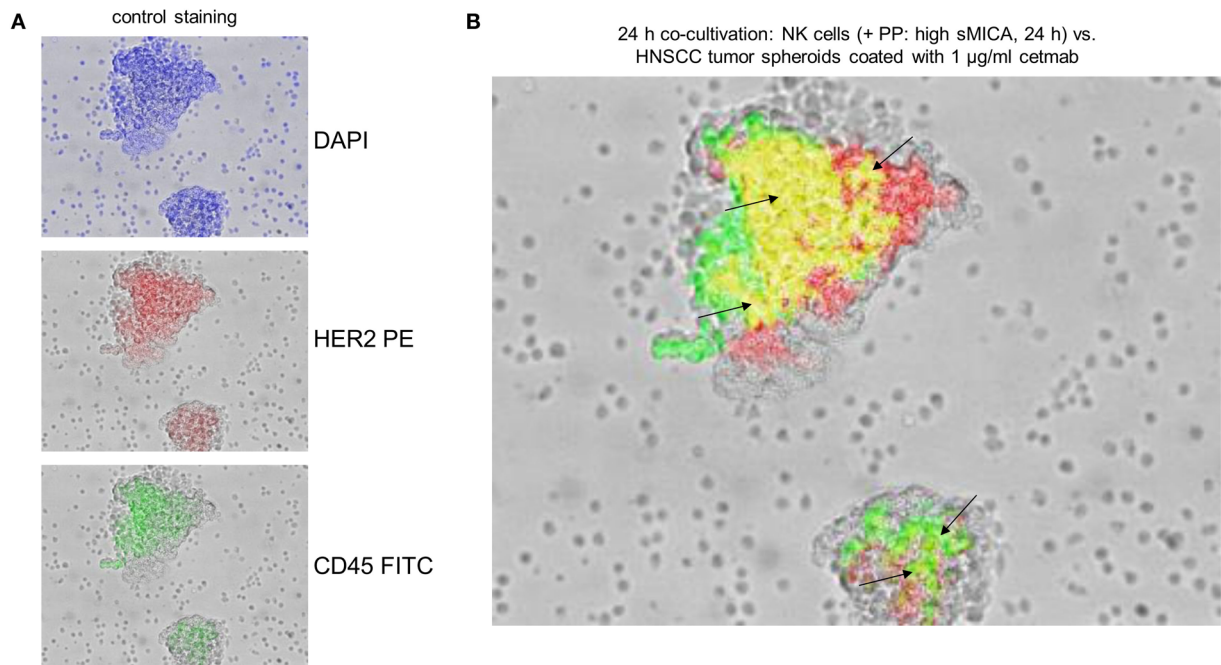 A
control staining
DAPI
HER2 PE
CD45 FITC
B
24 h co-cultivation: NK cells (+ PP: high sMICA, 24 h) vs.
HNSCC tumor spheroids coated with 1 µg/ml cetmab